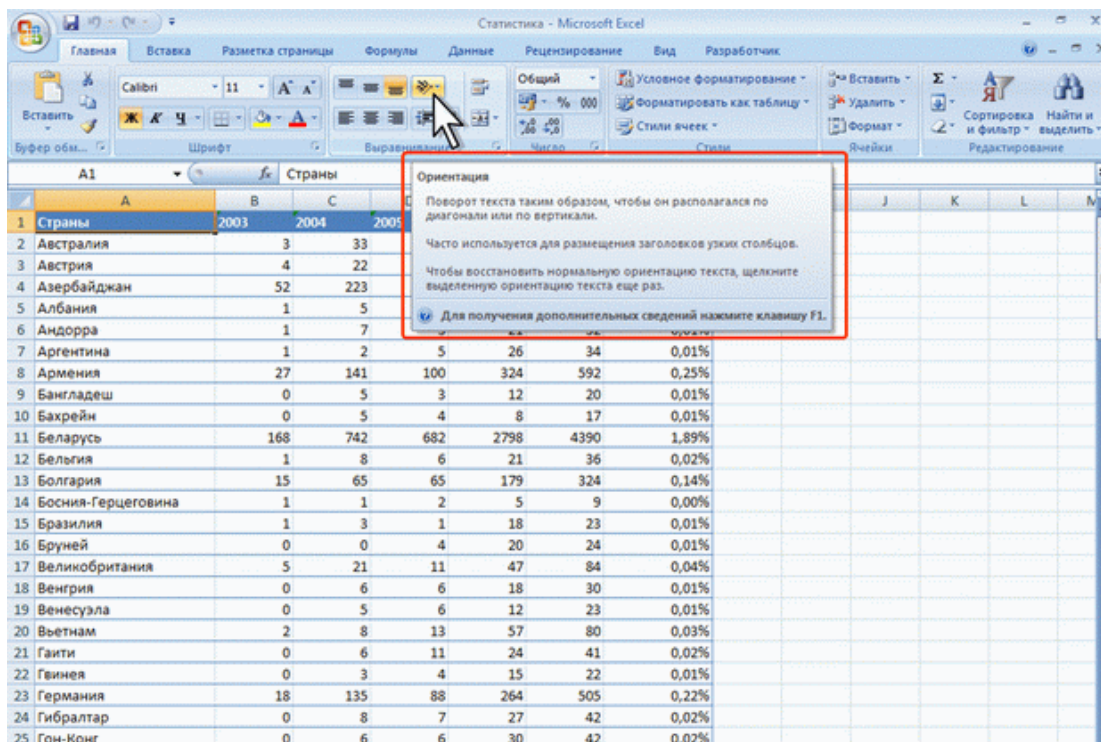 Статистика - Microsoft Excel
Главная Вставка Разметка страницы Формулы Данные Рецензирование Вид Разработчик
Вставить
Calibri 11
Ж К Ч
Общий
% 000
Условное форматирование
Форматировать как таблицу
Стили ячеек
Вставить
Удалить
Формат
Σ
Сортировка и фильтр
Найти и выделить
Буфер обм... Шрифт Выравнивание Число Стили Ячейки Редактирование
A1 fx Страны
A B C D J K L M
1 Страны 2003 2004 2005
2 Австралия 3 33
3 Австрия 4 22
4 Азербайджан 52 223
5 Албания 1 5
6 Андорра 1 7
Ориентация
Поворот текста таким образом, чтобы он располагался по
диагонали или по вертикали.
Часто используется для размещения заголовков узких столбцов.
Чтобы восстановить нормальную ориентацию текста, щелкните
выделенную ориентацию текста еще раз.
Для получения дополнительных сведений нажмите клавишу F1.
7 Аргентина 1 2 5 26 34 0,01%
8 Армения 27 141 100 324 592 0,25%
9 Бангладеш 0 5 3 12 20 0,01%
10 Бахрейн 0 5 4 8 17 0,01%
11 Беларусь 168 742 682 2798 4390 1,89%
12 Бельгия 1 8 6 21 36 0,02%
13 Болгария 15 65 65 179 324 0,14%
14 Босния-Герцеговина 1 1 2 5 9 0,00%
15 Бразилия 1 3 1 18 23 0,01%
16 Бруней 0 0 4 20 24 0,01%
17 Великобритания 5 21 11 47 84 0,04%
18 Венгрия 0 6 6 18 30 0,01%
19 Венесуэла 0 5 6 12 23 0,01%
20 Вьетнам 2 8 13 57 80 0,03%
21 Гаити 0 6 11 24 41 0,02%
22 Гвинея 0 3 4 15 22 0,01%
23 Германия 18 135 88 264 505 0,22%
24 Гибралтар 0 8 7 27 42 0,02%
25 Гон-Конг 0 6 6 30 42 0,02%